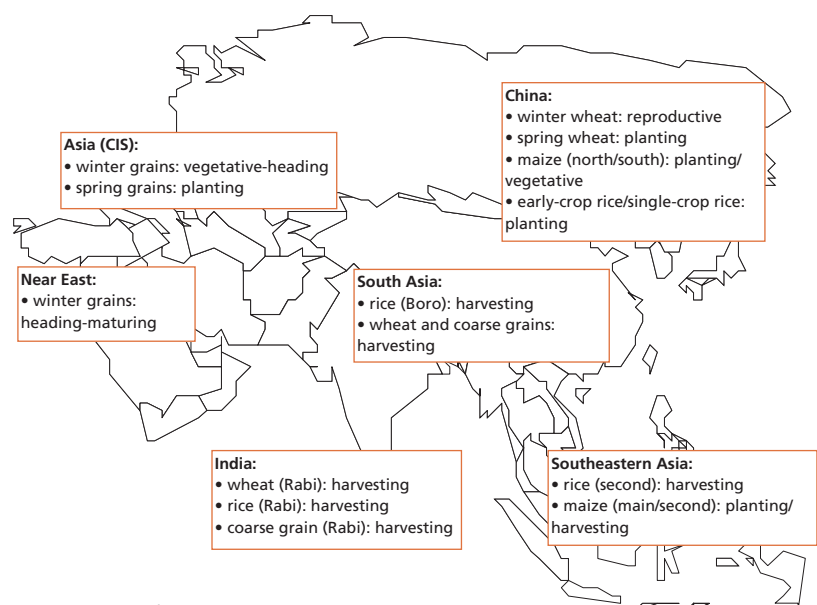 China:
• winter wheat: reproductive
• spring wheat: planting
• maize (north/south): planting/
vegetative
• early-crop rice/single-crop rice:
planting
Asia (CIS):
• winter grains: vegetative-heading
• spring grains: planting
Near East:
• winter grains:
heading-maturing
South Asia:
• rice (Boro): harvesting
• wheat and coarse grains:
harvesting
India:
• wheat (Rabi): harvesting
• rice (Rabi): harvesting
• coarse grain (Rabi): harvesting
Southeastern Asia:
• rice (second): harvesting
• maize (main/second): planting/
harvesting